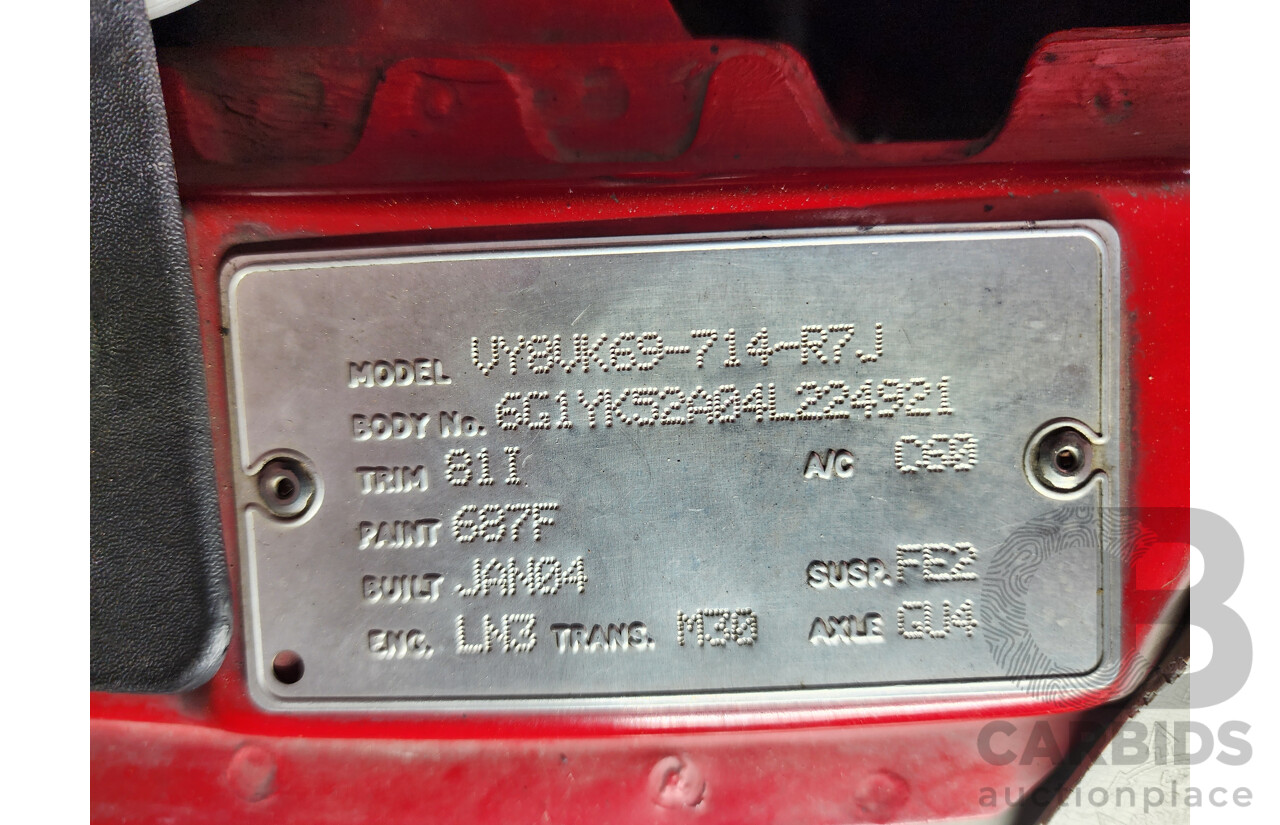 MODEL VY8VK69-714-R7J
BODY No. 6G1YK52A04L224921
TRIM 81I A/C C60
PAINT 687F
BUILT JAN04 SUSP. FE2
ENG. LN3 TRANS. M30 AXLE GU4
CB
CARBIDS
auctionplace